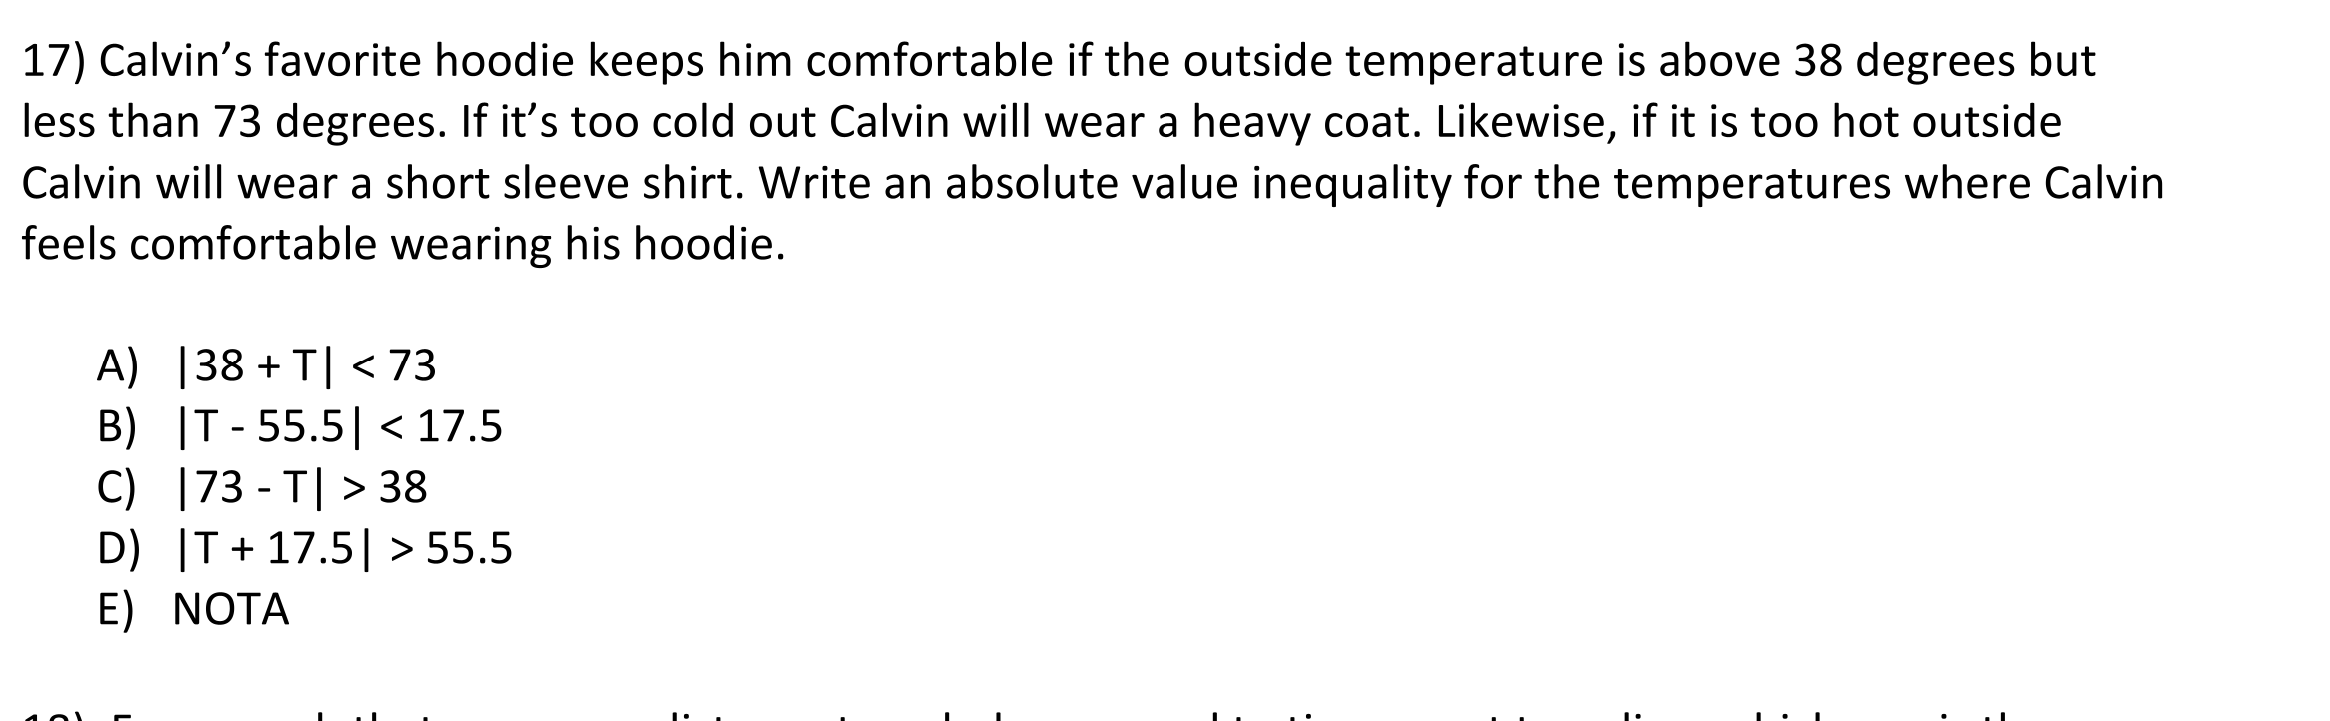 17) Calvin’s favorite hoodie keeps him comfortable if the outside temperature is above 38 degrees but
less than 73 degrees. If it’s too cold out Calvin will wear a heavy coat. Likewise, if it is too hot outside
Calvin will wear a short sleeve shirt. Write an absolute value inequality for the temperatures where Calvin
feels comfortable wearing his hoodie.
A) |38 + T| < 73
B) |T - 55.5| < 17.5
C) |73 - T| > 38
D) |T + 17.5| > 55.5
E) NOTA